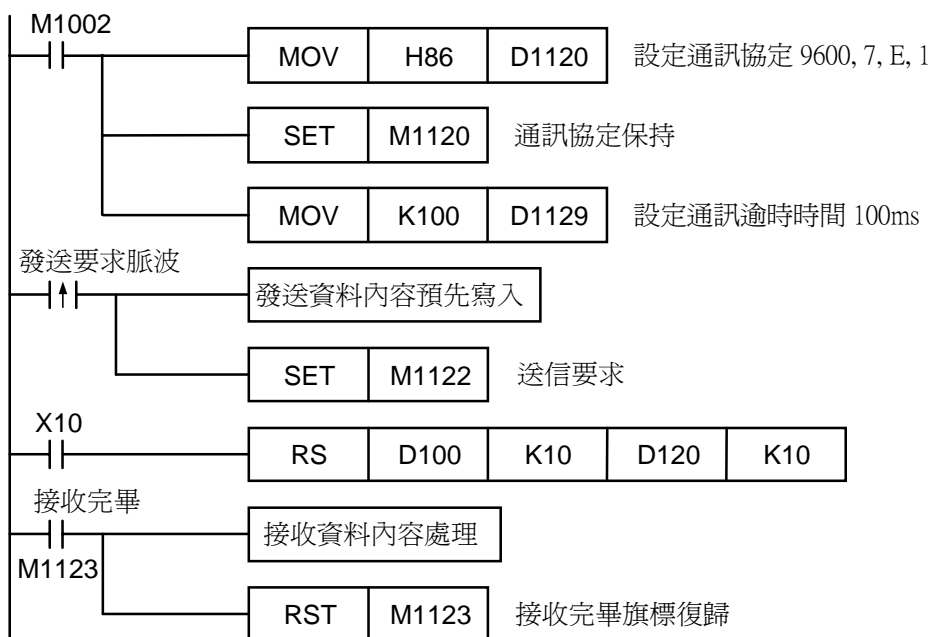 M1002
MOV H86 D1120 設定通訊協定 9600, 7, E, 1
SET M1120 通訊協定保持
MOV K100 D1129 設定通訊逾時時間 100ms
發送要求脈波
發送資料內容預先寫入
SET M1122 送信要求
X10
RS D100 K10 D120 K10
接收完畢
接收資料內容處理
M1123
RST M1123 接收完畢旗標復歸